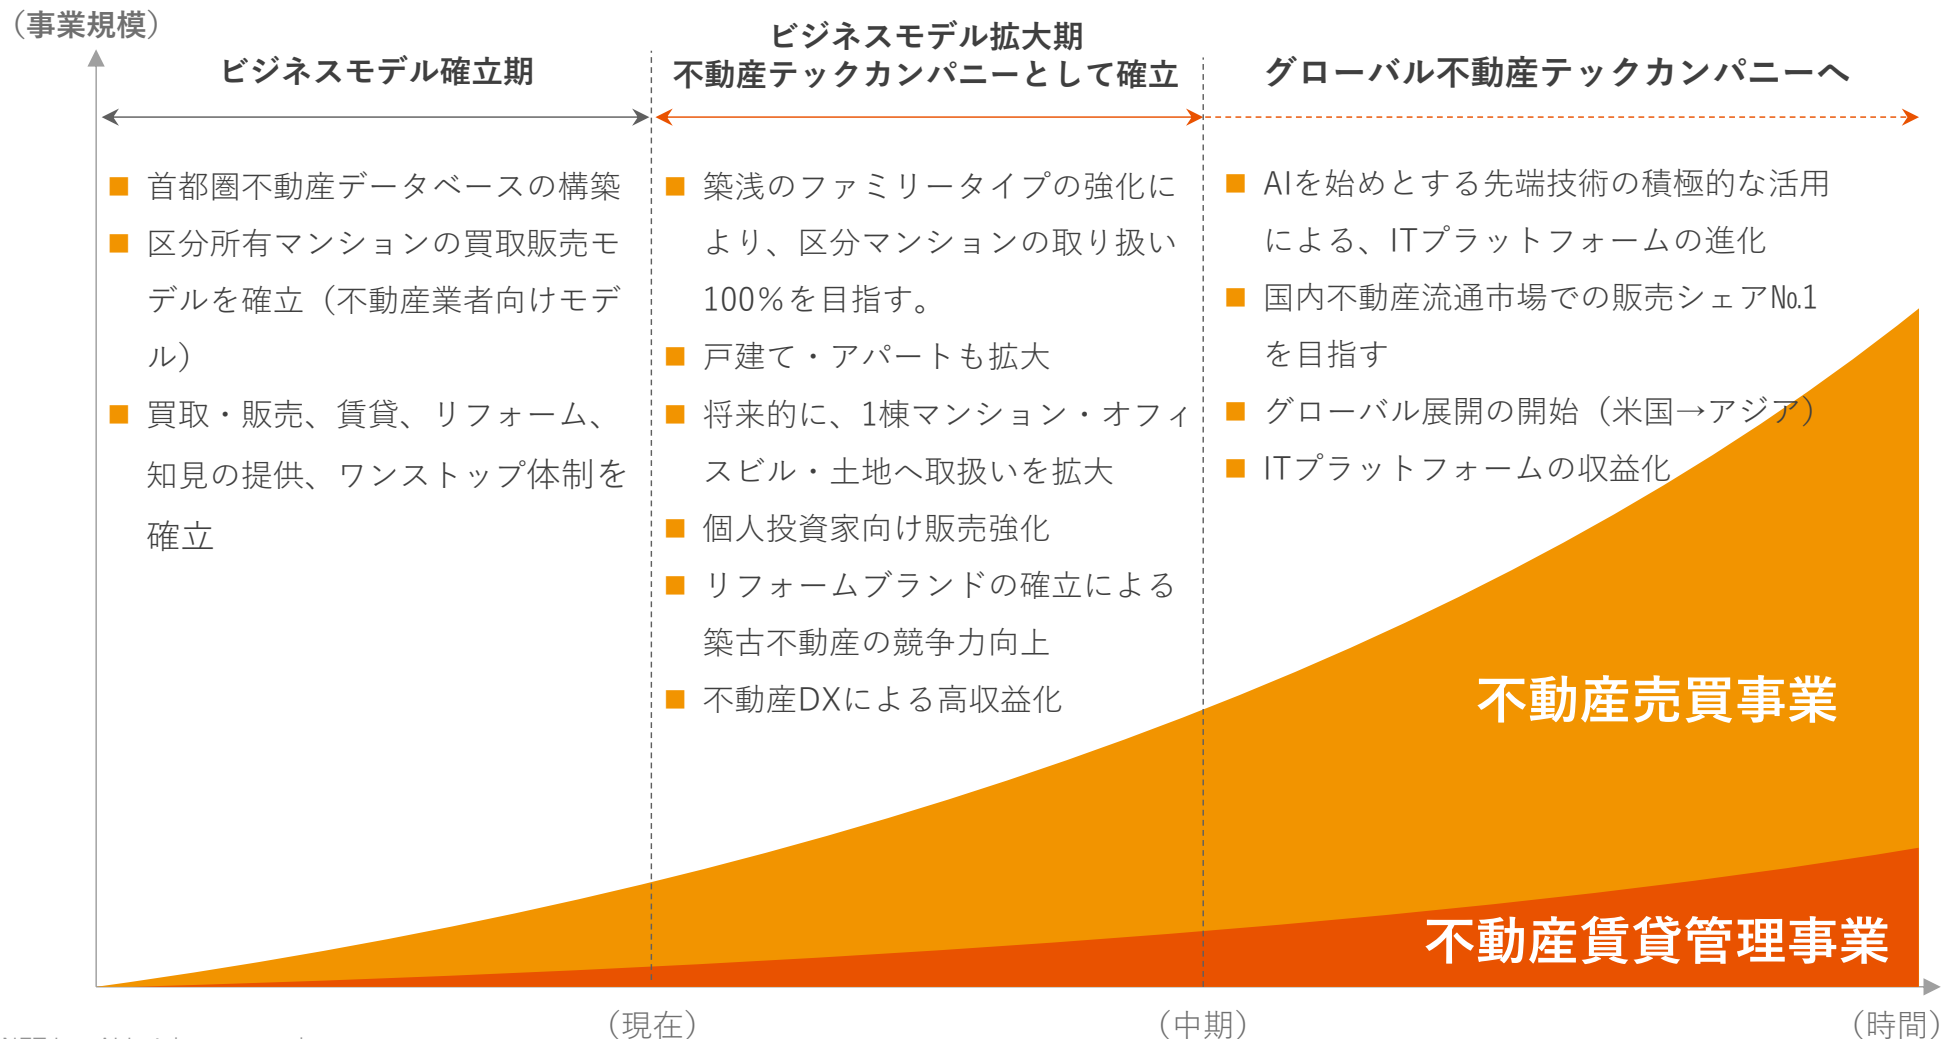 （事業規模）
ビジネスモデル確立期
ビジネスモデル拡大期
不動産テックカンパニーとして確立
グローバル不動産テックカンパニーへ
■ 首都圏不動産データベースの構築
■ 区分所有マンションの買取販売モ
デルを確立（不動産業者向けモデ
ル）
■ 買取・販売、賃貸、リフォーム、
知見の提供、ワンストップ体制を
確立
■ 築浅のファミリータイプの強化に
より、区分マンションの取り扱い
100％を目指す。
■ 戸建て・アパートも拡大
■ 将来的に、1棟マンション・オフィ
スビル・土地へ取扱いを拡大
■ 個人投資家向け販売強化
■ リフォームブランドの確立による
築古不動産の競争力向上
■ 不動産DXによる高収益化
■ AIを始めとする先端技術の積極的な活用
による、ITプラットフォームの進化
■ 国内不動産流通市場での販売シェア№1
を目指す
■ グローバル展開の開始（米国→アジア）
■ ITプラットフォームの収益化
不動産売買事業
不動産賃貸管理事業
（現在）
（中期）
（時間）